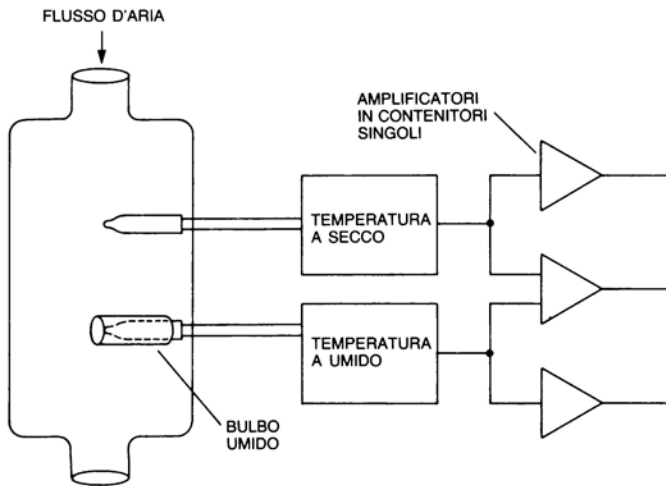 FLUSSO D'ARIA
AMPLIFICATORI
IN CONTENITORI
SINGOLI
TEMPERATURA
A SECCO
TEMPERATURA
A UMIDO
BULBO
UMIDO